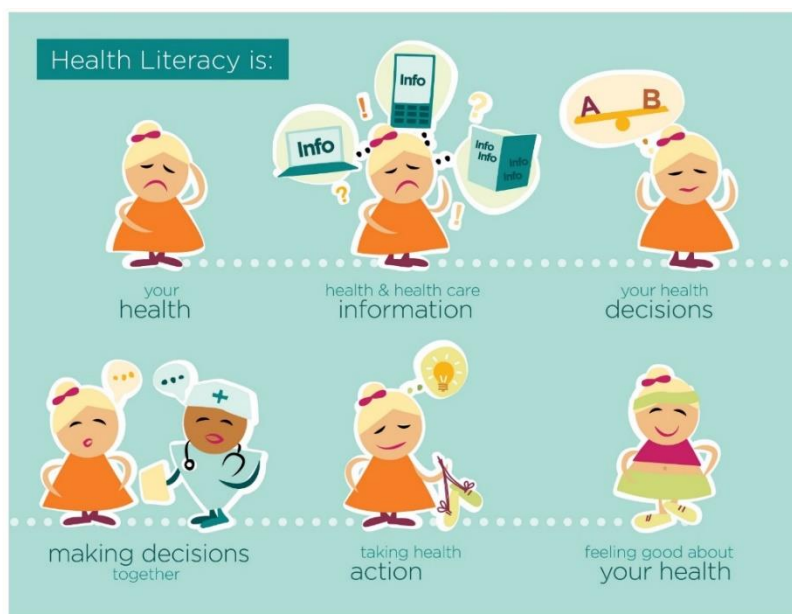 Health Literacy is:
Info
Info
Info
Info
Info
Info
A B
your
health
health & health care
information
your health
decisions
making decisions
together
taking health
action
feeling good about
your health